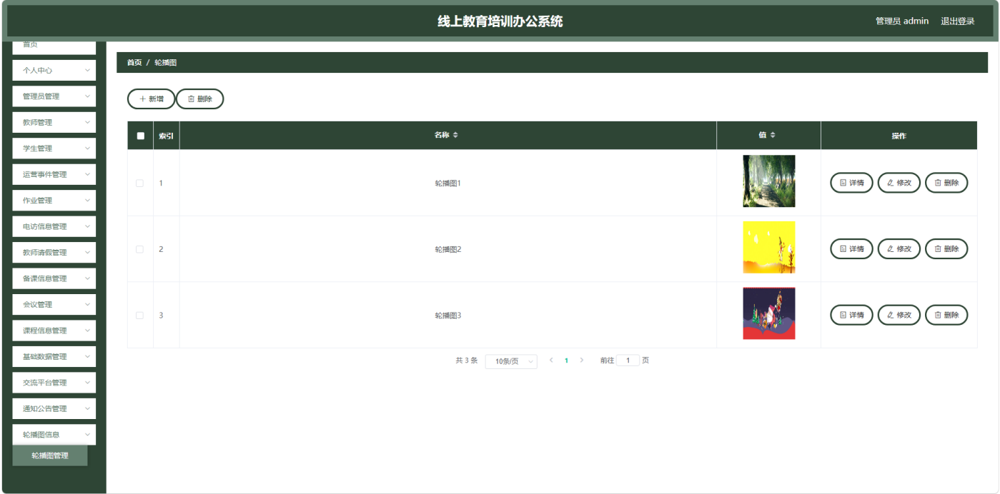 线上教育培训办公系统
管理员 admin 退出登录
首页
个人中心
管理员管理
教师管理
学生管理
运营事件管理
作业管理
电访信息管理
教师请假管理
备课信息管理
会议管理
课程信息管理
基础数据管理
交流平台管理
通知公告管理
轮播图信息
轮播图管理
首页 / 轮播图
新增 删除
索引 名称 值 操作
1 轮播图1 详情 修改 删除
2 轮播图2 详情 修改 删除
3 轮播图3 详情 修改 删除
共 3 条 10条/页 1 前往 1 页